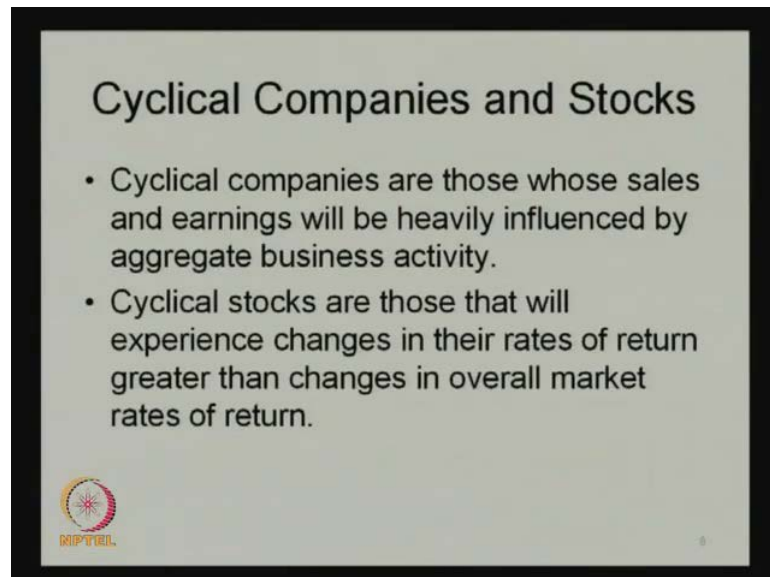 Cyclical Companies and Stocks
• Cyclical companies are those whose sales
and earnings will be heavily influenced by
aggregate business activity.
• Cyclical stocks are those that will
experience changes in their rates of return
greater than changes in overall market
rates of return.
NPTEL